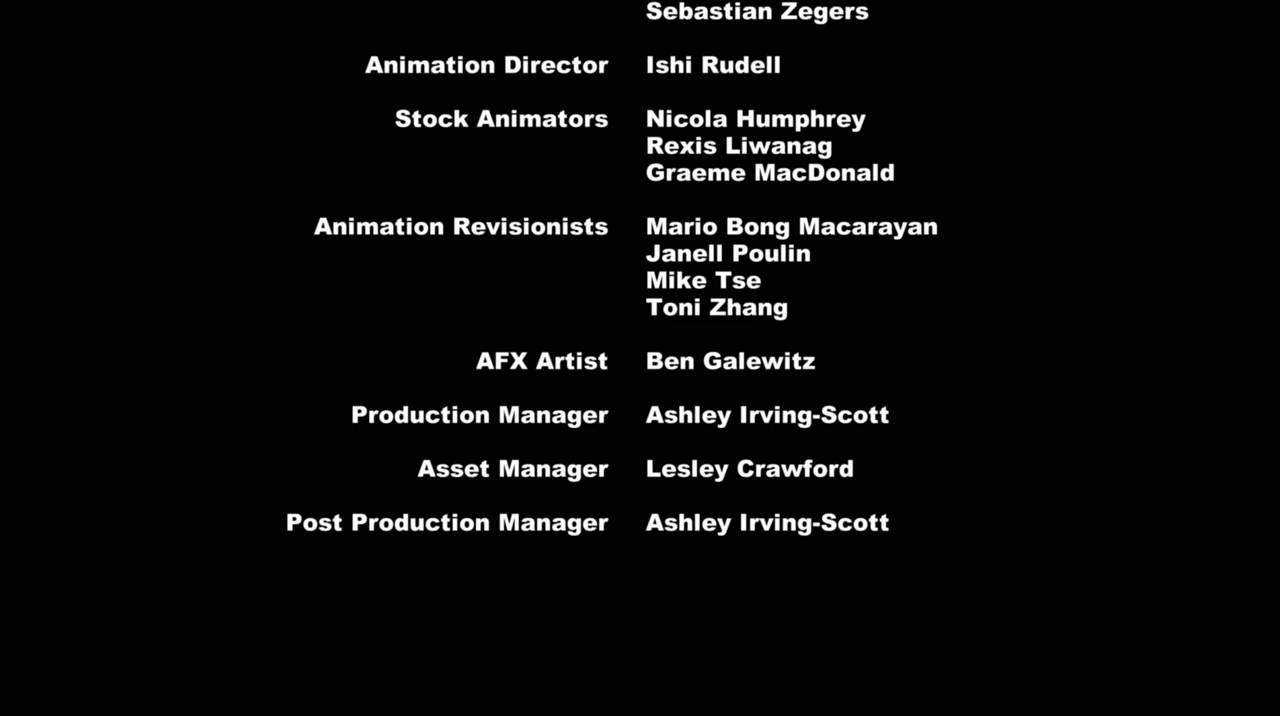 Sebastian Zegers
Animation Director Ishi Rudell
Stock Animators Nicola Humphrey
Rexis Liwanag
Graeme MacDonald
Animation Revisionists Mario Bong Macarayan
Janell Poulin
Mike Tse
Toni Zhang
AFX Artist Ben Galewitz
Production Manager Ashley Irving-Scott
Asset Manager Lesley Crawford
Post Production Manager Ashley Irving-Scott